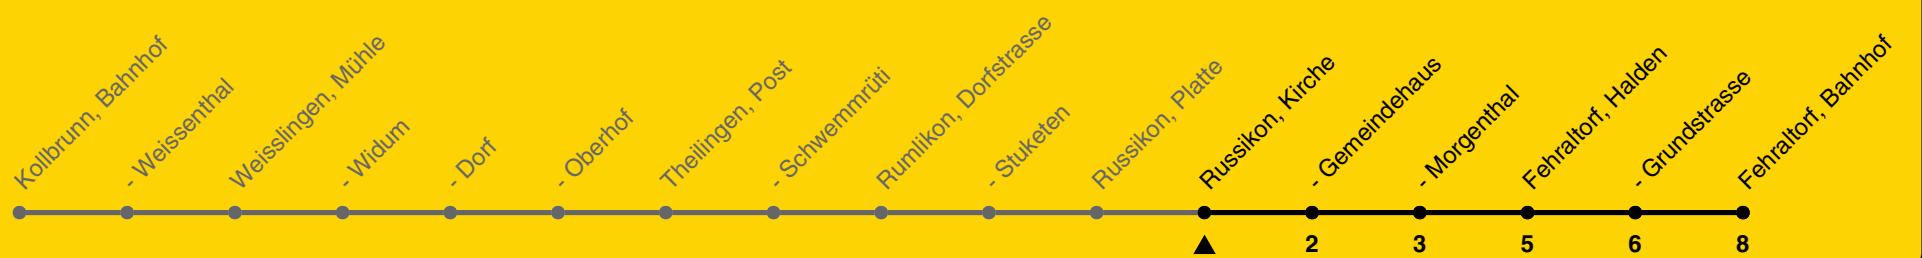 Kollbrunn, Bahnhof
- Weissenthal
Weisslingen, Mühle
- Widum
- Dorf
- Oberhof
Theilingen, Post
- Schwemmrüti
Rumlikon, Dorfstrasse
- Stuketen
Russikon, Platte
Russikon, Kirche
- Gemeindehaus
- Morgenthal
Fehraltorf, Halden
- Grundstrasse
Fehraltorf, Bahnhof
2 3 5 6 8